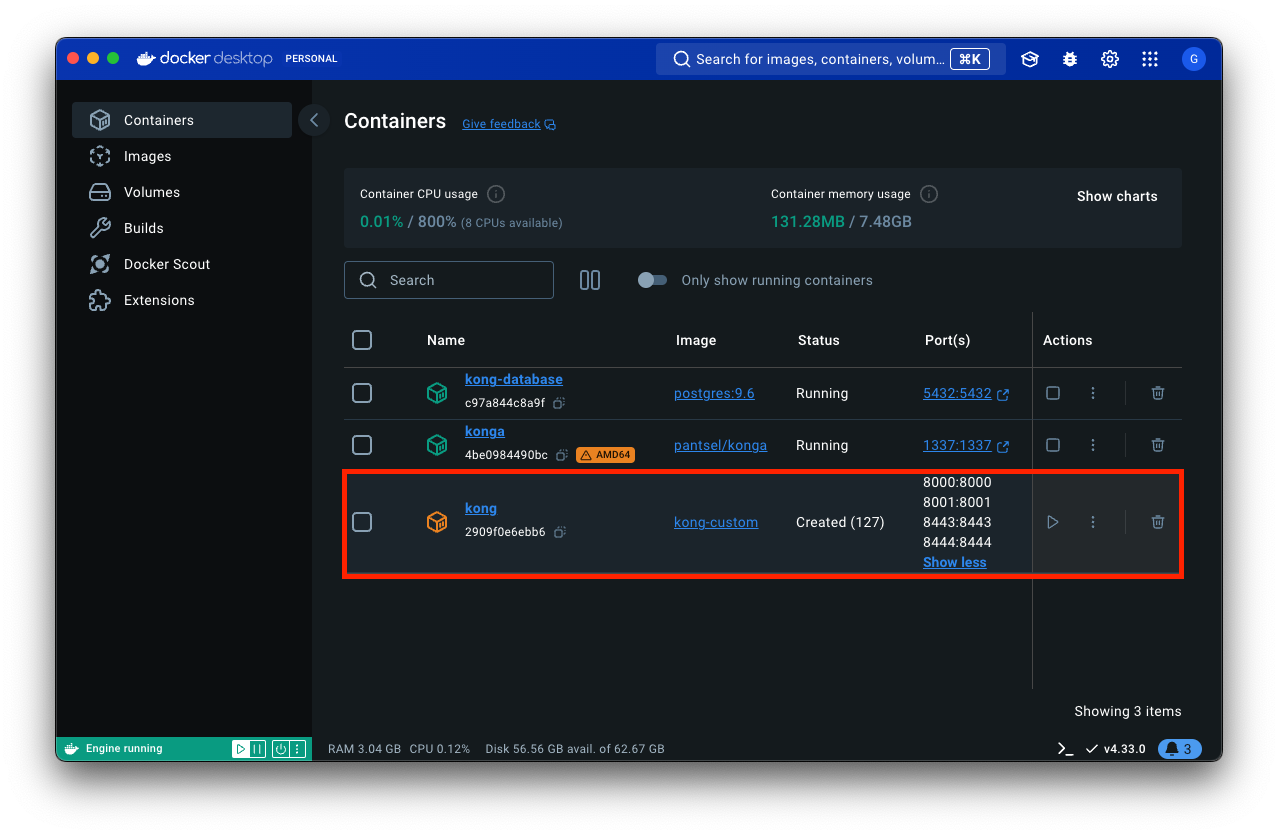 docker desktop PERSONAL
Search for images, containers, volum... ⌘K
G
Containers
Images
Volumes
Builds
Docker Scout
Extensions
Containers Give feedback
Container CPU usage
0.01% / 800% (8 CPUs available)
Container memory usage
131.28MB / 7.48GB
Show charts
Search
Only show running containers
Name Image Status Port(s) Actions
kong-database
c97a844c8a9f
postgres:9.6
Running
5432:5432
konga
4be0984490bc
AMD64
pantsel/konga
Running
1337:1337
kong
2909f0e6ebb6
kong-custom
Created (127)
8000:8000
8001:8001
8443:8443
8444:8444
Show less
Showing 3 items
Engine running
RAM 3.04 GB CPU 0.12% Disk 56.56 GB avail. of 62.67 GB
v4.33.0
3